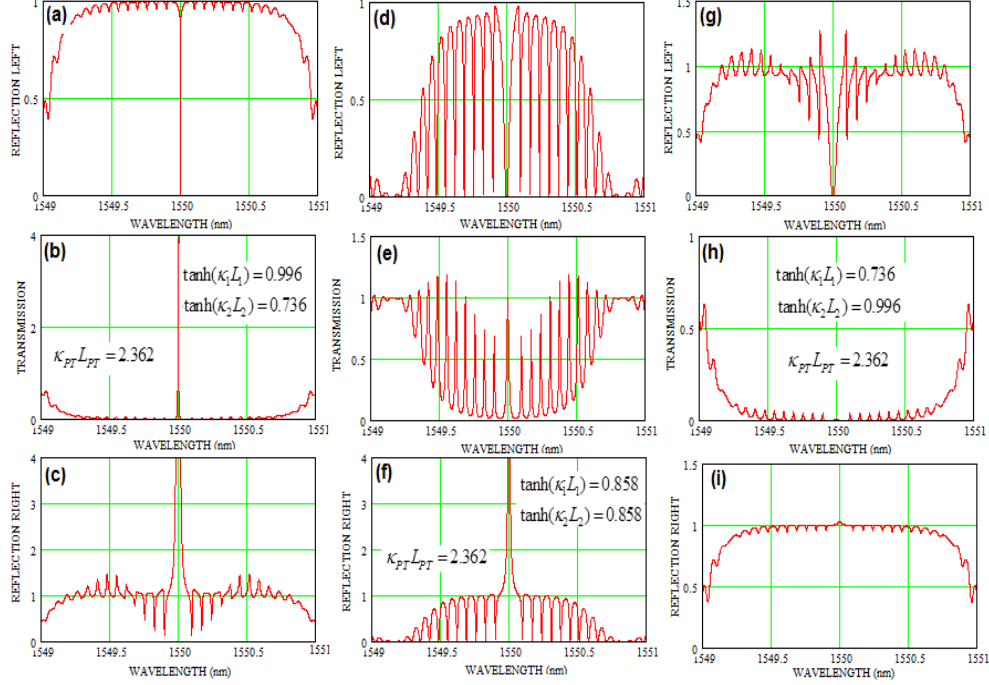 (a)
REFLECTION LEFT
1
0.5
0
1549
1549.5
1550
1550.5
1551
WAVELENGTH (nm)
(d)
REFLECTION LEFT
1
0.5
0
1549
1549.5
1550
1550.5
1551
WAVELENGTH (nm)
(g)
REFLECTION LEFT
1.5
1
0.5
0
1549
1549.5
1550
1550.5
1551
WAVELENGTH (nm)
(b)
TRANSMISSION
4
2
0
tanh(κ₁L₁) = 0.996
tanh(κ₂L₂) = 0.736
κ_PT L_PT = 2.362
1549
1549.5
1550
1550.5
1551
WAVELENGTH (nm)
(e)
TRANSMISSION
1.5
1
0.5
0
1549
1549.5
1550
1550.5
1551
WAVELENGTH (nm)
(h)
TRANSMISSION
1
0.5
0
tanh(κ₁L₁) = 0.736
tanh(κ₂L₂) = 0.996
κ_PT L_PT = 2.362
1549
1549.5
1550
1550.5
1551
WAVELENGTH (nm)
(c)
REFLECTION RIGHT
4
3
2
1
0
1549
1549.5
1550
1550.5
1551
WAVELENGTH (nm)
(f)
REFLECTION RIGHT
4
3
2
1
0
tanh(κ₁L₁) = 0.858
tanh(κ₂L₂) = 0.858
κ_PT L_PT = 2.362
1549
1549.5
1550
1550.5
1551
WAVELENGTH (nm)
(i)
REFLECTION RIGHT
1.5
1
0.5
0
1549
1549.5
1550
1550.5
1551
WAVELENGTH (nm)